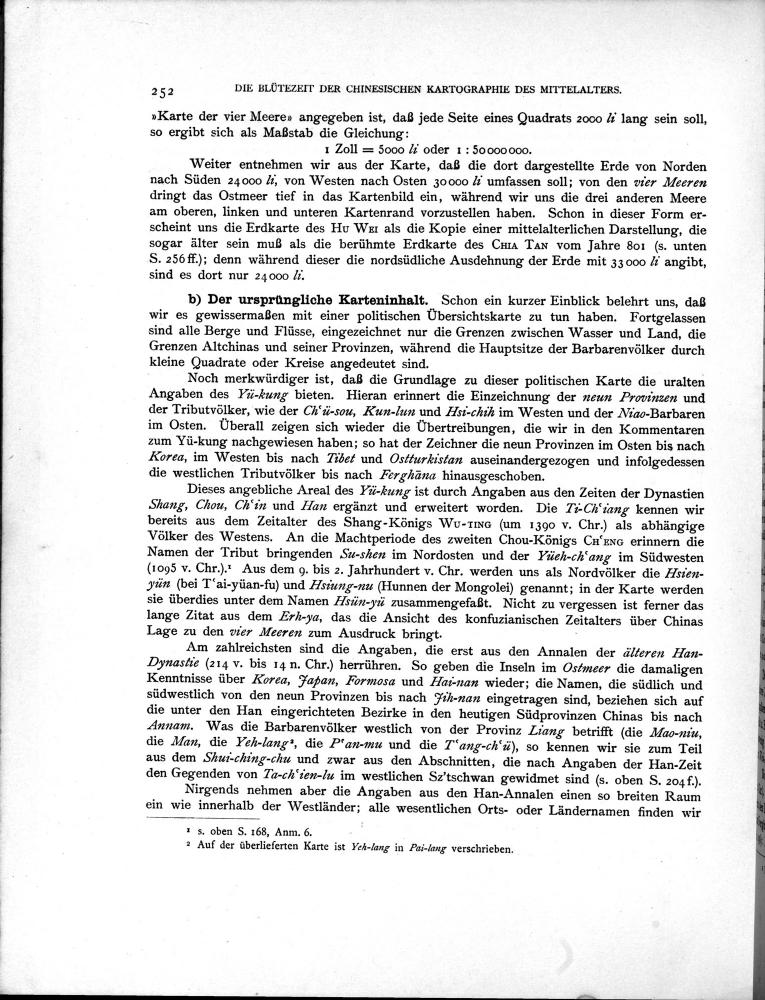 252 DIE BLÜTEZEIT DER CHINESISCHEN KARTOGRAPHIE DES MITTELALTERS.
»Karte der vier Meere» angegeben ist, daß jede Seite eines Quadrats 2000 li lang sein soll,
so ergibt sich als Maßstab die Gleichung:
1 Zoll = 5000 li oder 1 : 50000000.
Weiter entnehmen wir aus der Karte, daß die dort dargestellte Erde von Norden
nach Süden 24000 li, von Westen nach Osten 30000 li umfassen soll; von den vier Meeren
dringt das Ostmeer tief in das Kartenbild ein, während wir uns die drei anderen Meere
am oberen, linken und unteren Kartenrand vorzustellen haben. Schon in dieser Form er-
scheint uns die Erdkarte des HU WEI als die Kopie einer mittelalterlichen Darstellung, die
sogar älter sein muß als die berühmte Erdkarte des CHIA TAN vom Jahre 801 (s. unten
S. 256ff.); denn während dieser die nordsüdliche Ausdehnung der Erde mit 33000 li angibt,
sind es dort nur 24000 li.
b) Der ursprüngliche Karteninhalt. Schon ein kurzer Einblick belehrt uns, daß
wir es gewissermaßen mit einer politischen Übersichtskarte zu tun haben. Fortgelassen
sind alle Berge und Flüsse, eingezeichnet nur die Grenzen zwischen Wasser und Land, die
Grenzen Altchinas und seiner Provinzen, während die Hauptsitze der Barbarenvölker durch
kleine Quadrate oder Kreise angedeutet sind.
Noch merkwürdiger ist, daß die Grundlage zu dieser politischen Karte die uralten
Angaben des Yü-kung bieten. Hieran erinnert die Einzeichnung der neun Provinzen und
der Tributvölker, wie der Chʻü-sou, Kun-lun und Hsi-chih im Westen und der Niao-Barbaren
im Osten. Überall zeigen sich wieder die Übertreibungen, die wir in den Kommentaren
zum Yü-kung nachgewiesen haben; so hat der Zeichner die neun Provinzen im Osten bis nach
Korea, im Westen bis nach Tibet und Ostturkistan auseinandergezogen und infolgedessen
die westlichen Tributvölker bis nach Ferghāna hinausgeschoben.
Dieses angebliche Areal des Yü-kung ist durch Angaben aus den Zeiten der Dynastien
Shang, Chou, Chʻin und Han ergänzt und erweitert worden. Die Ti-Chʻiang kennen wir
bereits aus dem Zeitalter des Shang-Königs WU-TING (um 1390 v. Chr.) als abhängige
Völker des Westens. An die Machtperiode des zweiten Chou-Königs CHʻENG erinnern die
Namen der Tribut bringenden Su-shen im Nordosten und der Yüeh-chʻang im Südwesten
(1095 v. Chr.).¹ Aus dem 9. bis 2. Jahrhundert v. Chr. werden uns als Nordvölker die Hsien-
yün (bei Tʻai-yüan-fu) und Hsiung-nu (Hunnen der Mongolei) genannt; in der Karte werden
sie überdies unter dem Namen Hsün-yü zusammengefaßt. Nicht zu vergessen ist ferner das
lange Zitat aus dem Erh-ya, das die Ansicht des konfuzianischen Zeitalters über Chinas
Lage zu den vier Meeren zum Ausdruck bringt.
Am zahlreichsten sind die Angaben, die erst aus den Annalen der älteren Han-
Dynastie (214 v. bis 14 n. Chr.) herrühren. So geben die Inseln im Ostmeer die damaligen
Kenntnisse über Korea, Japan, Formosa und Hai-nan wieder; die Namen, die südlich und
südwestlich von den neun Provinzen bis nach Jih-nan eingetragen sind, beziehen sich auf
die unter den Han eingerichteten Bezirke in den heutigen Südprovinzen Chinas bis nach
Annam. Was die Barbarenvölker westlich von der Provinz Liang betrifft (die Mao-niu,
die Man, die Yeh-lang², die Pʻan-mu und die Tʻang-chʻü), so kennen wir sie zum Teil
aus dem Shui-ching-chu und zwar aus den Abschnitten, die nach Angaben der Han-Zeit
den Gegenden von Ta-chʻien-lu im westlichen Sz'tschwan gewidmet sind (s. oben S. 204f.).
Nirgends nehmen aber die Angaben aus den Han-Annalen einen so breiten Raum
ein wie innerhalb der Westländer; alle wesentlichen Orts- oder Ländernamen finden wir
¹ s. oben S. 168, Anm. 6.
² Auf der überlieferten Karte ist Yeh-lang in Pai-lang verschrieben.